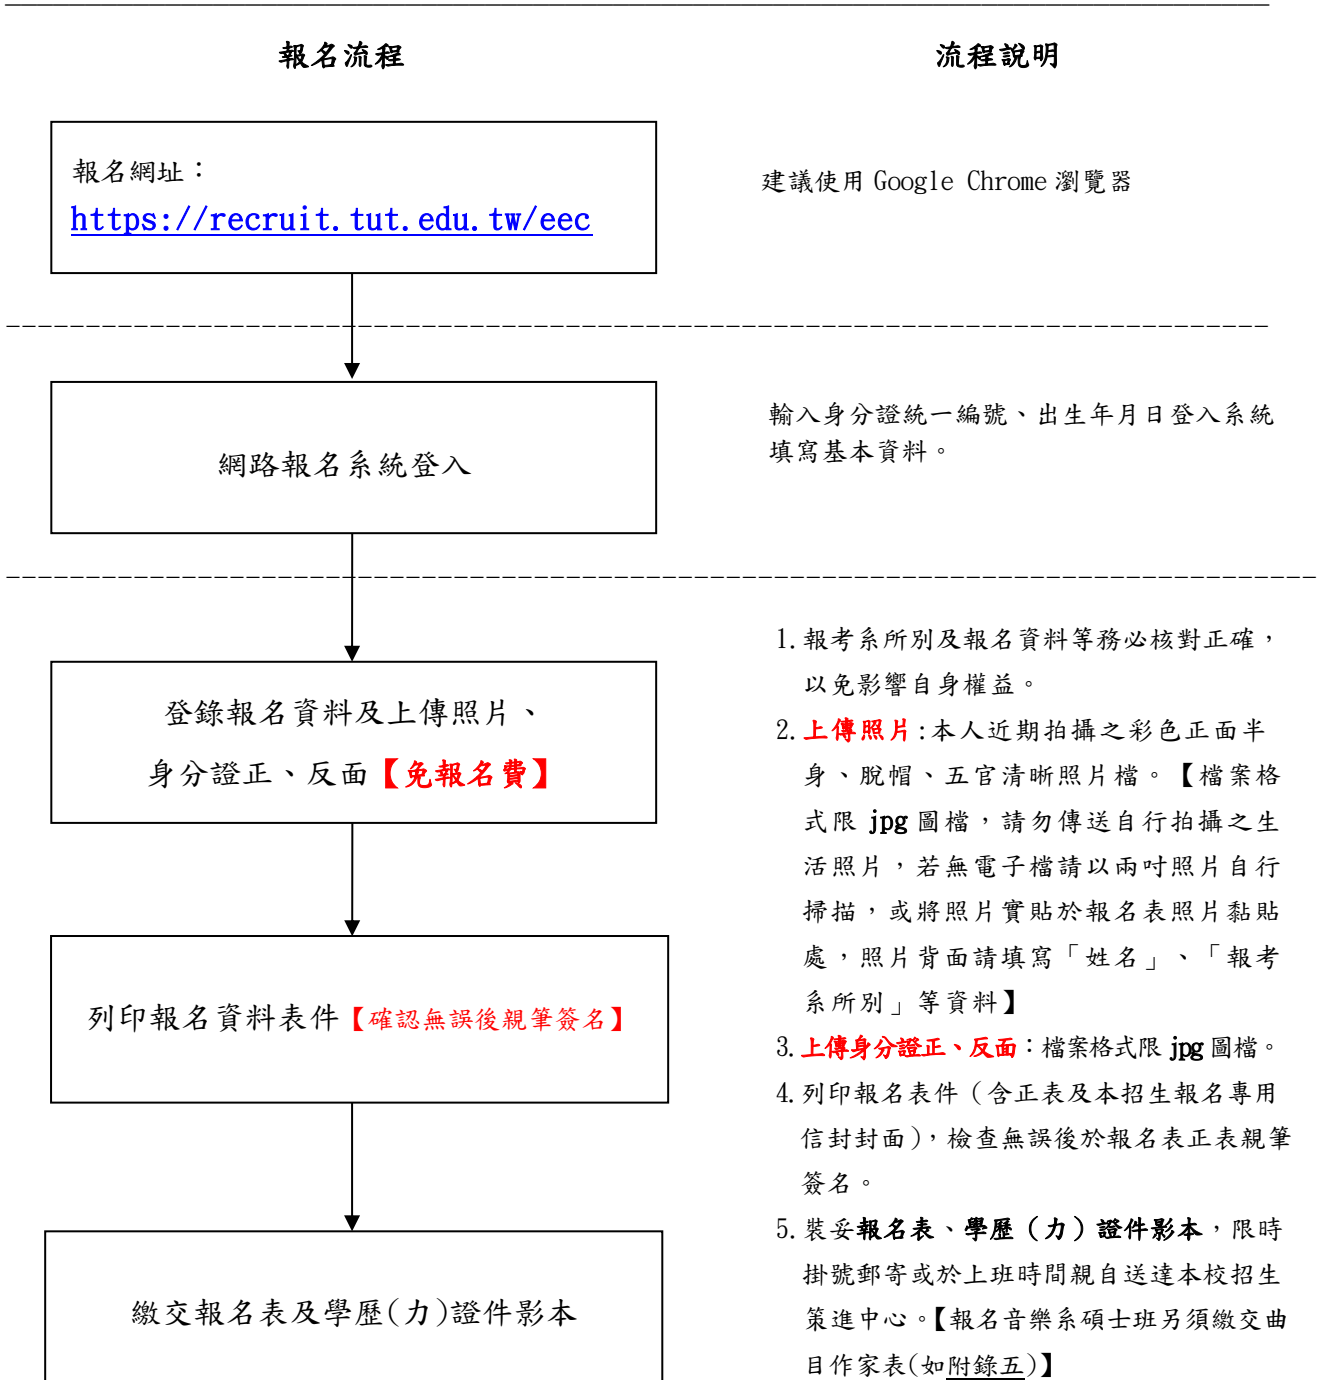 報名流程
流程說明
報名網址：
https://recruit.tut.edu.tw/eec
建議使用 Google Chrome 瀏覽器
網路報名系統登入
輸入身分證統一編號、出生年月日登入系統
填寫基本資料。
登錄報名資料及上傳照片、
身分證正、反面【免報名費】
列印報名資料表件【確認無誤後親筆簽名】
繳交報名表及學歷(力)證件影本
1.報考系所別及報名資料等務必核對正確，
以免影響自身權益。
2.上傳照片:本人近期拍攝之彩色正面半
身、脫帽、五官清晰照片檔。【檔案格
式限 jpg 圖檔，請勿傳送自行拍攝之生
活照片，若無電子檔請以兩吋照片自行
掃描，或將照片實貼於報名表照片黏貼
處，照片背面請填寫「姓名」、「報考
系所別」等資料】
3.上傳身分證正、反面：檔案格式限 jpg 圖檔。
4.列印報名表件（含正表及本招生報名專用
信封封面），檢查無誤後於報名表正表親筆
簽名。
5.裝妥報名表、學歷（力）證件影本，限時
掛號郵寄或於上班時間親自送達本校招生
策進中心。【報名音樂系碩士班另須繳交曲
目作家表(如附錄五)】